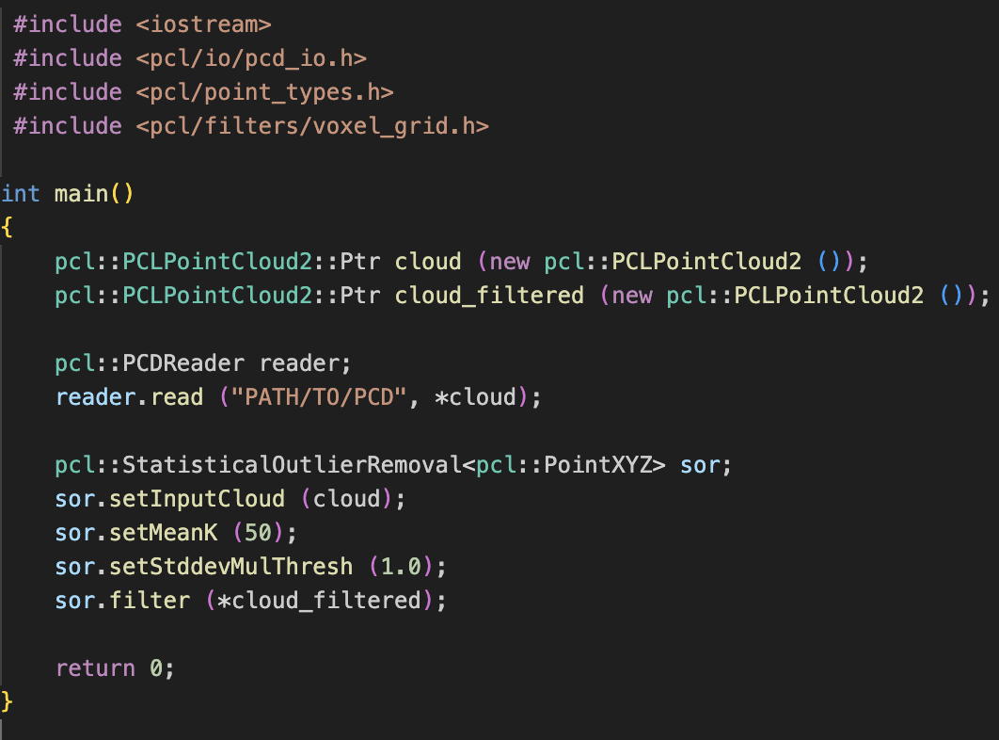 #include <iostream>
#include <pcl/io/pcd_io.h>
#include <pcl/point_types.h>
#include <pcl/filters/voxel_grid.h>

int main()
{
    pcl::PCLPointCloud2::Ptr cloud (new pcl::PCLPointCloud2 ());
    pcl::PCLPointCloud2::Ptr cloud_filtered (new pcl::PCLPointCloud2 ());

    pcl::PCDReader reader;
    reader.read ("PATH/TO/PCD", *cloud);

    pcl::StatisticalOutlierRemoval<pcl::PointXYZ> sor;
    sor.setInputCloud (cloud);
    sor.setMeanK (50);
    sor.setStddevMulThresh (1.0);
    sor.filter (*cloud_filtered);

    return 0;
}